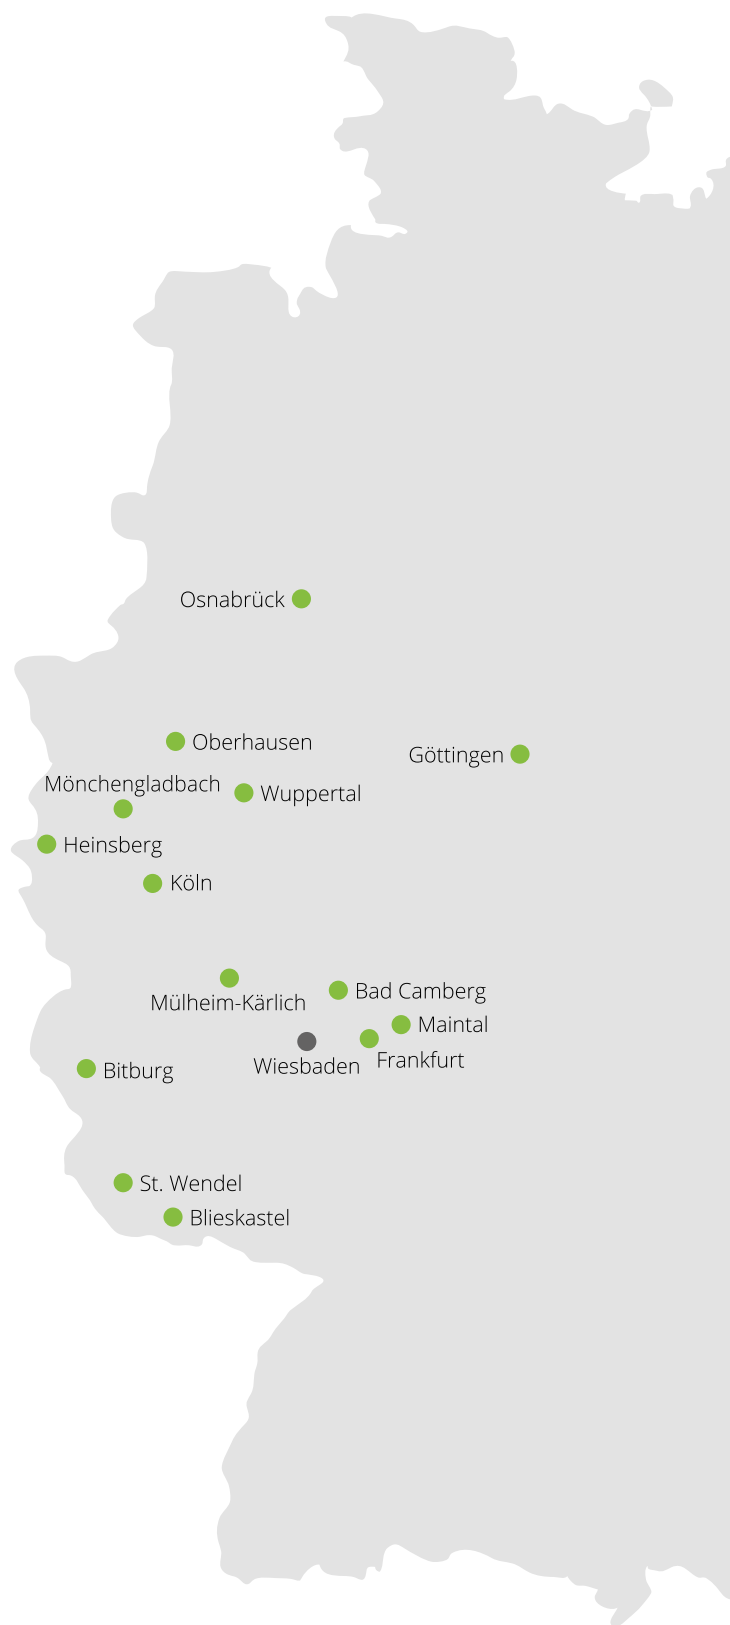 Osnabrück
Oberhausen
Göttingen
Mönchengladbach
Wuppertal
Heinsberg
Köln
Mülheim-Kärlich
Bad Camberg
Maintal
Frankfurt
Wiesbaden
Bitburg
St. Wendel
Blieskastel